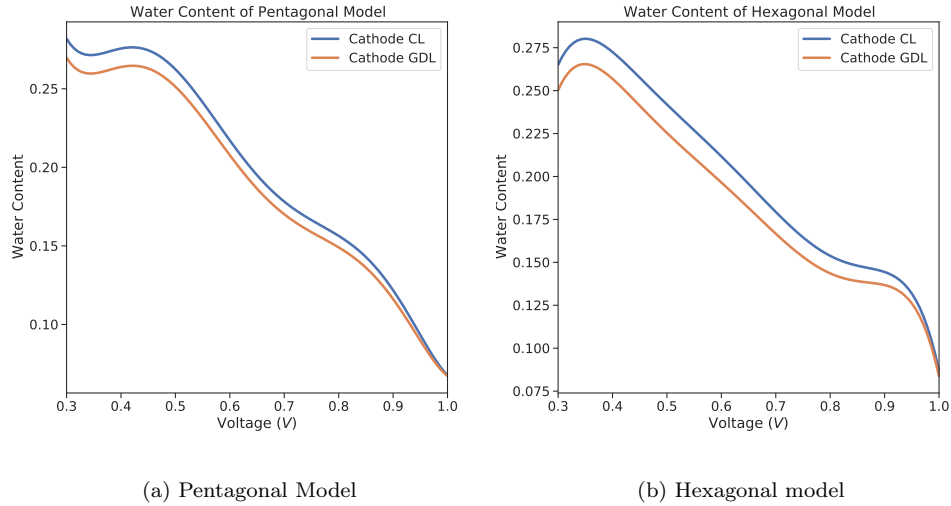 Water Content of Pentagonal Model
Cathode CL
Cathode GDL
Water Content
0.25
0.20
0.15
0.10
0.3 0.4 0.5 0.6 0.7 0.8 0.9 1.0
Voltage (V)
(a) Pentagonal Model
Water Content of Hexagonal Model
Cathode CL
Cathode GDL
Water Content
0.275
0.250
0.225
0.200
0.175
0.150
0.125
0.100
0.075
0.3 0.4 0.5 0.6 0.7 0.8 0.9 1.0
Voltage (V)
(b) Hexagonal model